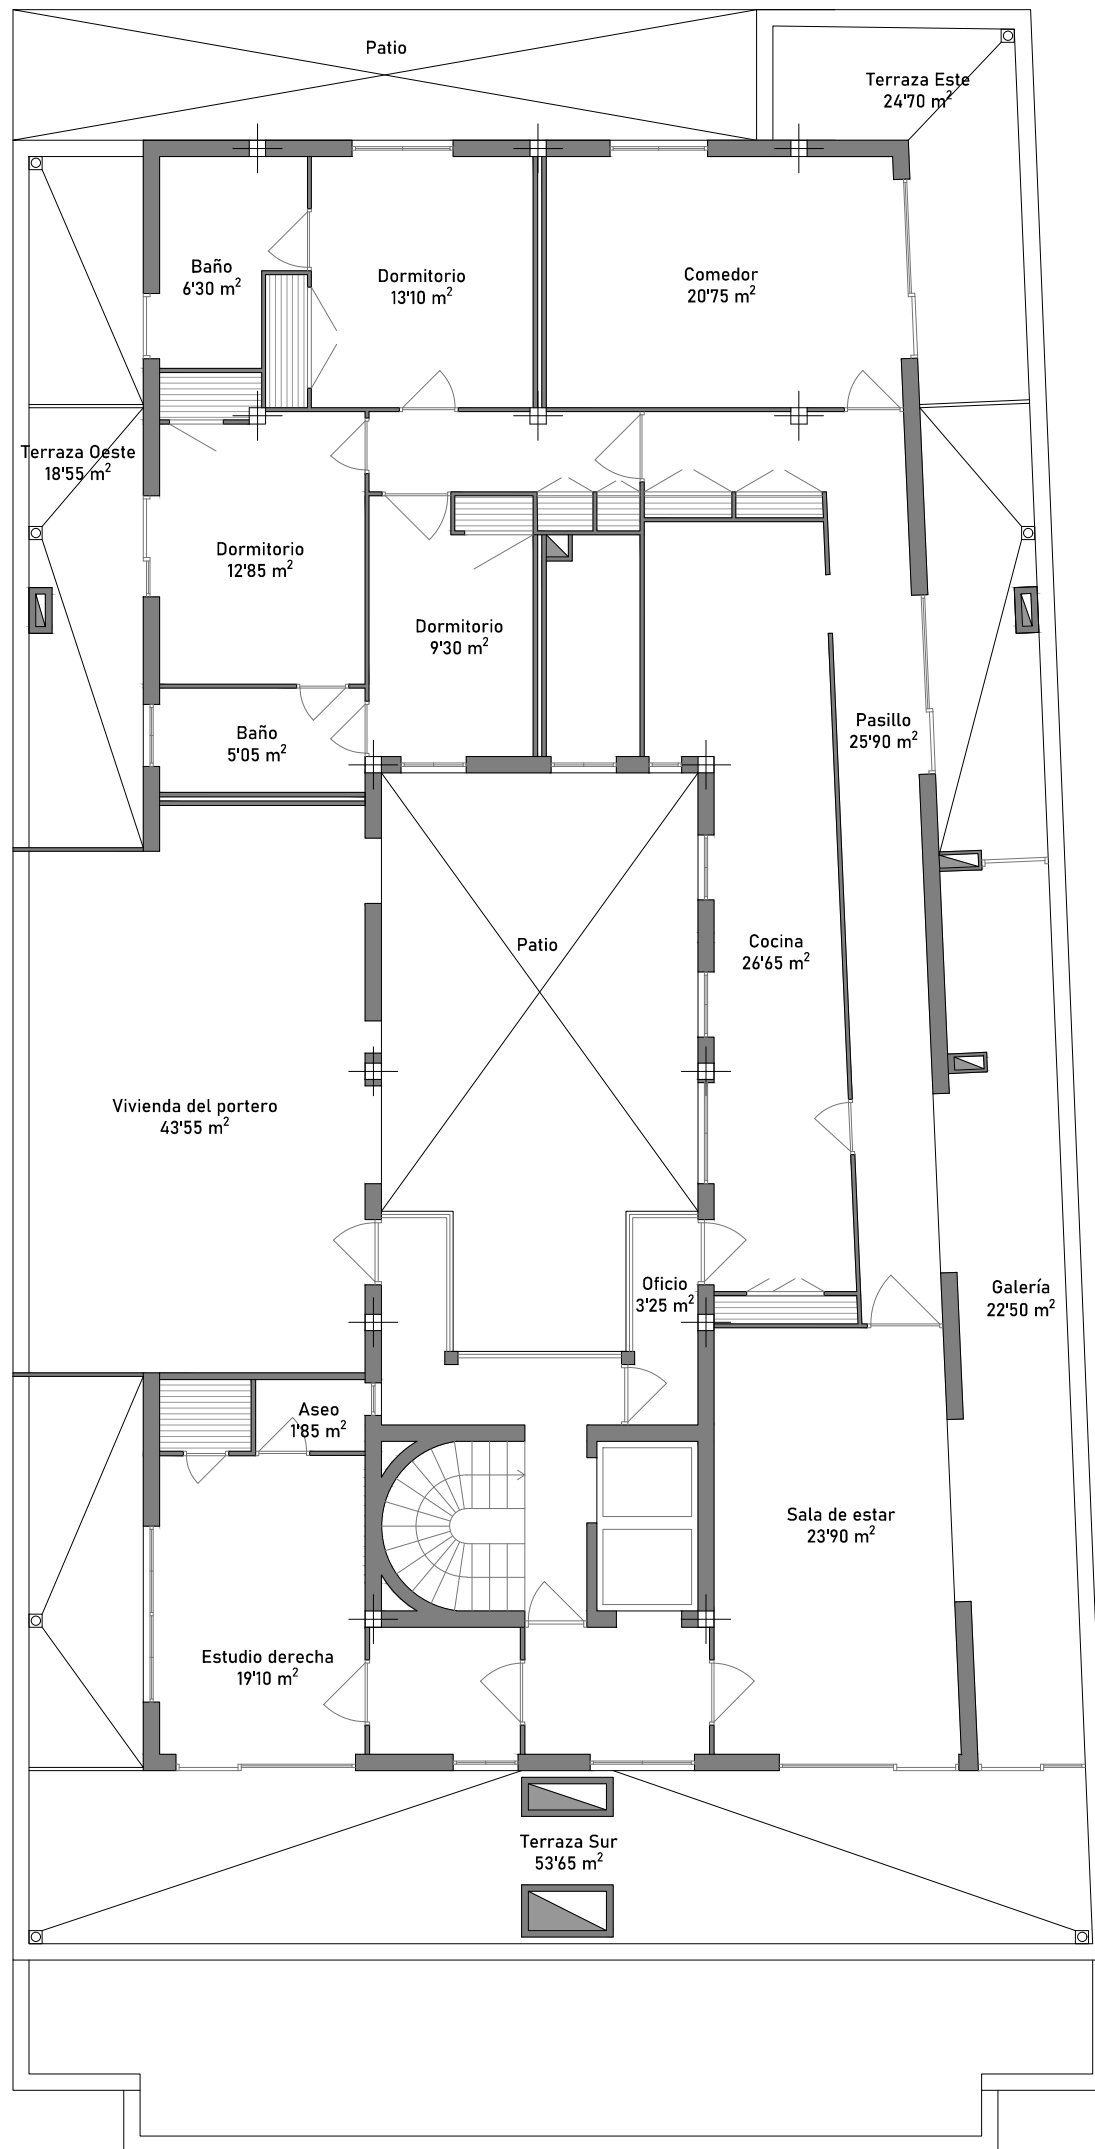 Patio
Terraza Este
24'70 m²
Baño
6'30 m²
Dormitorio
13'10 m²
Comedor
20'75 m²
Terraza Oeste
18'55 m²
Dormitorio
12'85 m²
Dormitorio
9'30 m²
Baño
5'05 m²
Pasillo
25'90 m²
Patio
Cocina
26'65 m²
Vivienda del portero
43'55 m²
Oficio
3'25 m²
Galería
22'50 m²
Aseo
1'85 m²
Sala de estar
23'90 m²
Estudio derecha
19'10 m²
Terraza Sur
53'65 m²